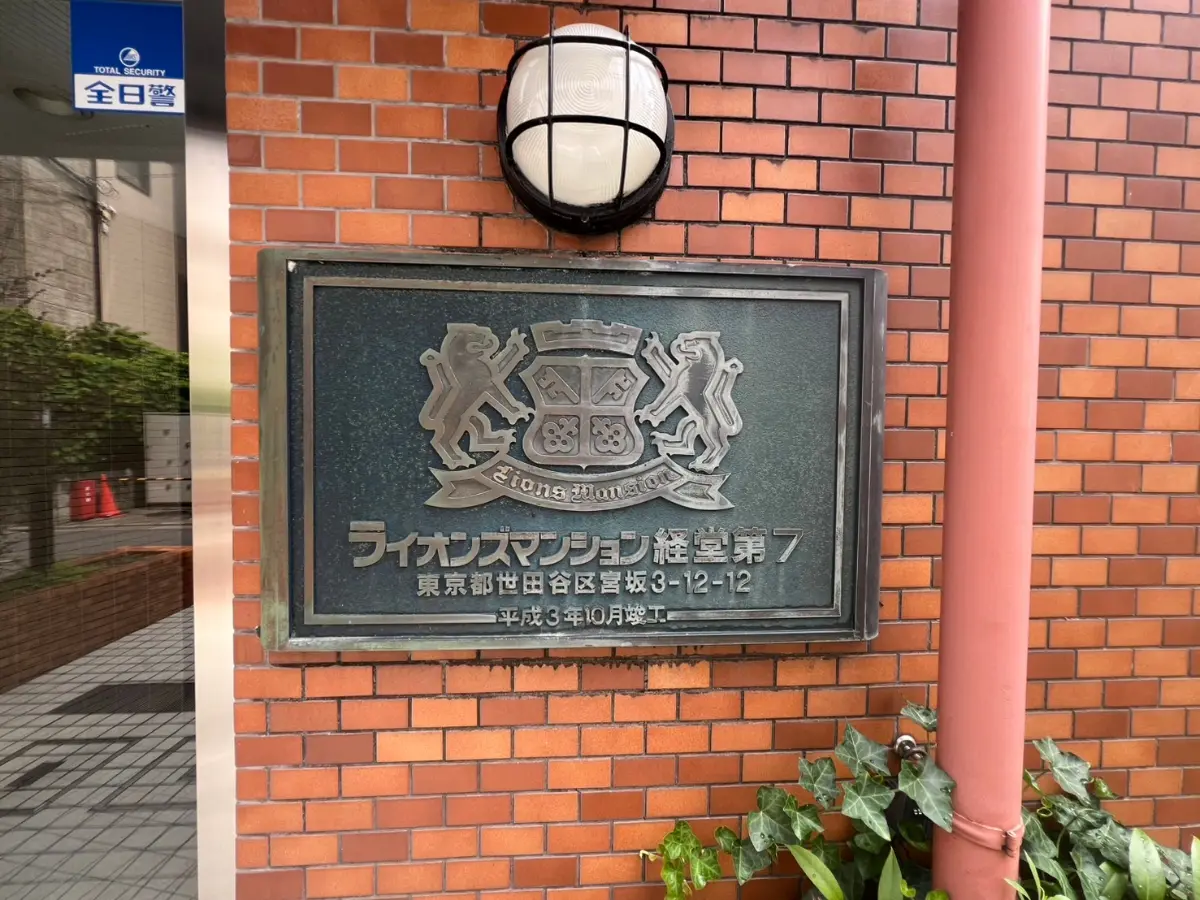 TOTAL SECURITY
全日警
Lions Mansion
ライオンズマンション経堂第7
東京都世田谷区宮坂3-12-12
平成3年10月竣工